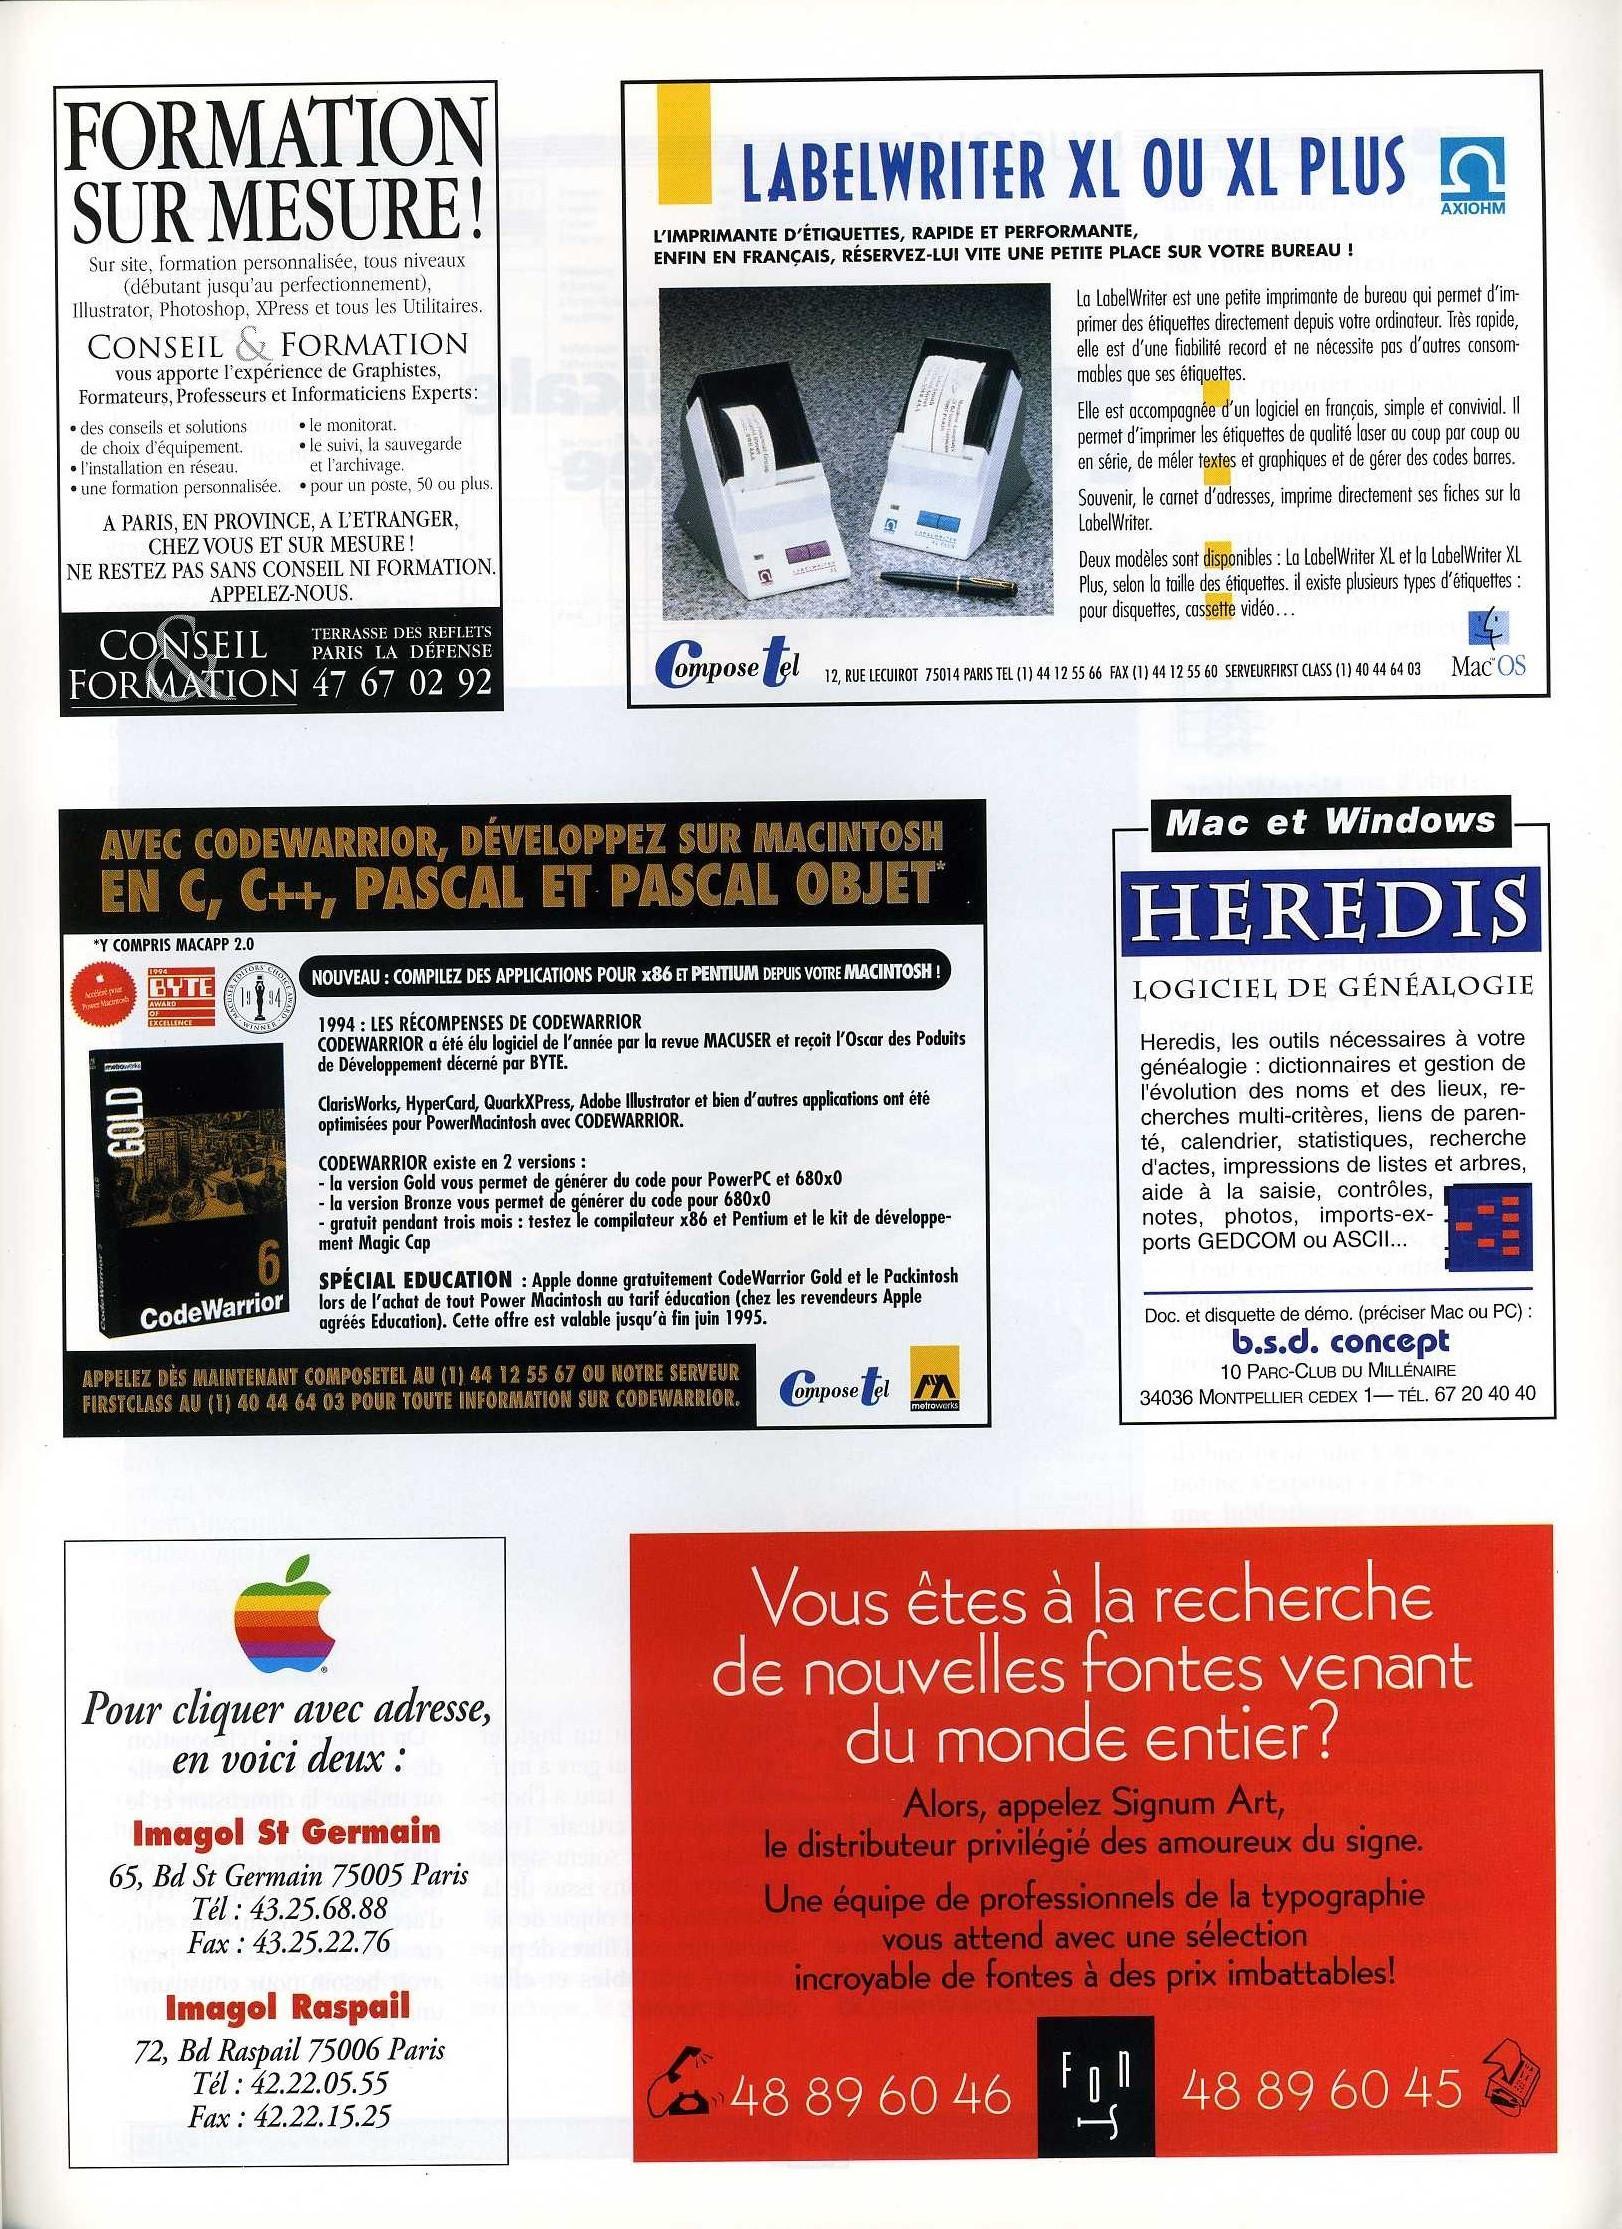 FORMATION
SUR MESURE!
Sur site, formation personnalisée, tous niveaux
(débutant jusqu'au perfectionnement),
Illustrator, Photoshop, XPress et tous les Utilitaires.
CONSEIL & FORMATION
vous apporte l'expérience de Graphistes,
Formateurs, Professeurs et Informaticiens Experts:
• des conseils et solutions
de choix d'équipement.
• l'installation en réseau.
• une formation personnalisée.
• le monitorat.
• le suivi, la sauvegarde
et l'archivage.
• pour un poste, 50 ou plus.
A PARIS, EN PROVINCE, A L'ETRANGER,
CHEZ VOUS ET SUR MESURE !
NE RESTEZ PAS SANS CONSEIL NI FORMATION.
APPELEZ-NOUS.
CONSEIL
&
FORMATION
TERRASSE DES REFLETS
PARIS LA DÉFENSE
47 67 02 92
LABELWRITER XL OU XL PLUS
AXIOHM
L'IMPRIMANTE D'ÉTIQUETTES, RAPIDE ET PERFORMANTE,
ENFIN EN FRANÇAIS, RÉSERVEZ-LUI VITE UNE PETITE PLACE SUR VOTRE BUREAU !
La LabelWriter est une petite imprimante de bureau qui permet d'im-
primer des étiquettes directement depuis votre ordinateur. Très rapide,
elle est d'une fiabilité record et ne nécessite pas d'autres consom-
mables que ses étiquettes.
Elle est accompagnée d'un logiciel en français, simple et convivial. Il
permet d'imprimer les étiquettes de qualité laser au coup par coup ou
en série, de méler textes et graphiques et de gérer des codes barres.
Souvenir, le carnet d'adresses, imprime directement ses fiches sur la
LabelWriter.
Deux modèles sont disponibles : La LabelWriter XL et la LabelWriter XL
Plus, selon la taille des étiquettes. il existe plusieurs types d'étiquettes :
pour disquettes, cassette vidéo...
ComposeTel
12, RUE LECUIROT 75014 PARIS TEL (1) 44 12 55 66 FAX (1) 44 12 55 60 SERVEURFIRST CLASS (1) 40 44 64 03
Mac™OS
AVEC CODEWARRIOR, DÉVELOPPEZ SUR MACINTOSH
EN C, C++, PASCAL ET PASCAL OBJET*
*Y COMPRIS MACAPP 2.0
Accéléré pour
Power Macintosh
1994
BYTE
AWARD
OF
EXCELLENCE
MACUSER EDITORS' CHOICE AWARD
1994
WINNER
NOUVEAU : COMPILEZ DES APPLICATIONS POUR x86 ET PENTIUM DEPUIS VOTRE MACINTOSH !
1994 : LES RÉCOMPENSES DE CODEWARRIOR
CODEWARRIOR a été élu logiciel de l'année par la revue MACUSER et reçoit l'Oscar des Poduits
de Développement décerné par BYTE.
ClarisWorks, HyperCard, QuarkXPress, Adobe Illustrator et bien d'autres applications ont été
optimisées pour PowerMacintosh avec CODEWARRIOR.
CODEWARRIOR existe en 2 versions :
- la version Gold vous permet de générer du code pour PowerPC et 680x0
- la version Bronze vous permet de générer du code pour 680x0
- gratuit pendant trois mois : testez le compilateur x86 et Pentium et le kit de développe-
ment Magic Cap
SPÉCIAL EDUCATION : Apple donne gratuitement CodeWarrior Gold et le Packintosh
lors de l'achat de tout Power Macintosh au tarif éducation (chez les revendeurs Apple
agréés Education). Cette offre est valable jusqu'à fin juin 1995.
metrowerks
GOLD
6
CodeWarrior
APPELEZ DÈS MAINTENANT COMPOSETEL AU (1) 44 12 55 67 OU NOTRE SERVEUR
FIRSTCLASS AU (1) 40 44 64 03 POUR TOUTE INFORMATION SUR CODEWARRIOR.
ComposeTel
metrowerks
Mac et Windows
HEREDIS
LOGICIEL DE GÉNÉALOGIE
Heredis, les outils nécessaires à votre
généalogie : dictionnaires et gestion de
l'évolution des noms et des lieux, re-
cherches multi-critères, liens de paren-
té, calendrier, statistiques, recherche
d'actes, impressions de listes et arbres,
aide à la saisie, contrôles,
notes, photos, imports-ex-
ports GEDCOM ou ASCII...
Doc. et disquette de démo. (préciser Mac ou PC) :
b.s.d. concept
10 PARC-CLUB DU MILLÉNAIRE
34036 MONTPELLIER CEDEX 1— TÉL. 67 20 40 40
Pour cliquer avec adresse,
en voici deux :
Imagol St Germain
65, Bd St Germain 75005 Paris
Tél : 43.25.68.88
Fax : 43.25.22.76
Imagol Raspail
72, Bd Raspail 75006 Paris
Tél : 42.22.05.55
Fax : 42.22.15.25
Vous êtes à la recherche
de nouvelles fontes venant
du monde entier?
Alors, appelez Signum Art,
le distributeur privilégié des amoureux du signe.
Une équipe de professionnels de la typographie
vous attend avec une sélection
incroyable de fontes à des prix imbattables!
48 89 60 46
FonTS
48 89 60 45